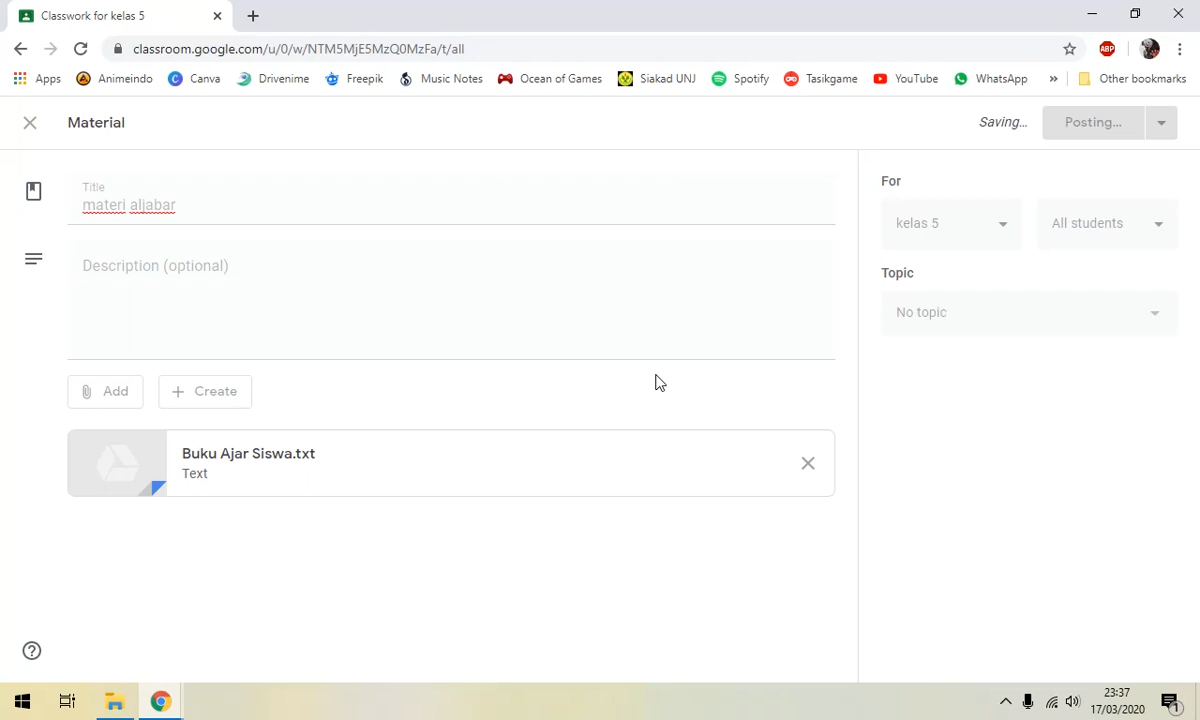 Classwork for kelas 5
classroom.google.com/u/0/w/NTM5MjE5MzQ0MzFa/t/all
ABP
Apps Animeindo Canva Drivenime Freepik Music Notes Ocean of Games Siakad UNJ Spotify Tasikgame YouTube WhatsApp » Other bookmarks
Material Saving... Posting...
Title
materi aljabar
Description (optional)
Add Create
Buku Ajar Siswa.txt
Text
For
kelas 5 All students
Topic
No topic
23:37
17/03/2020
1